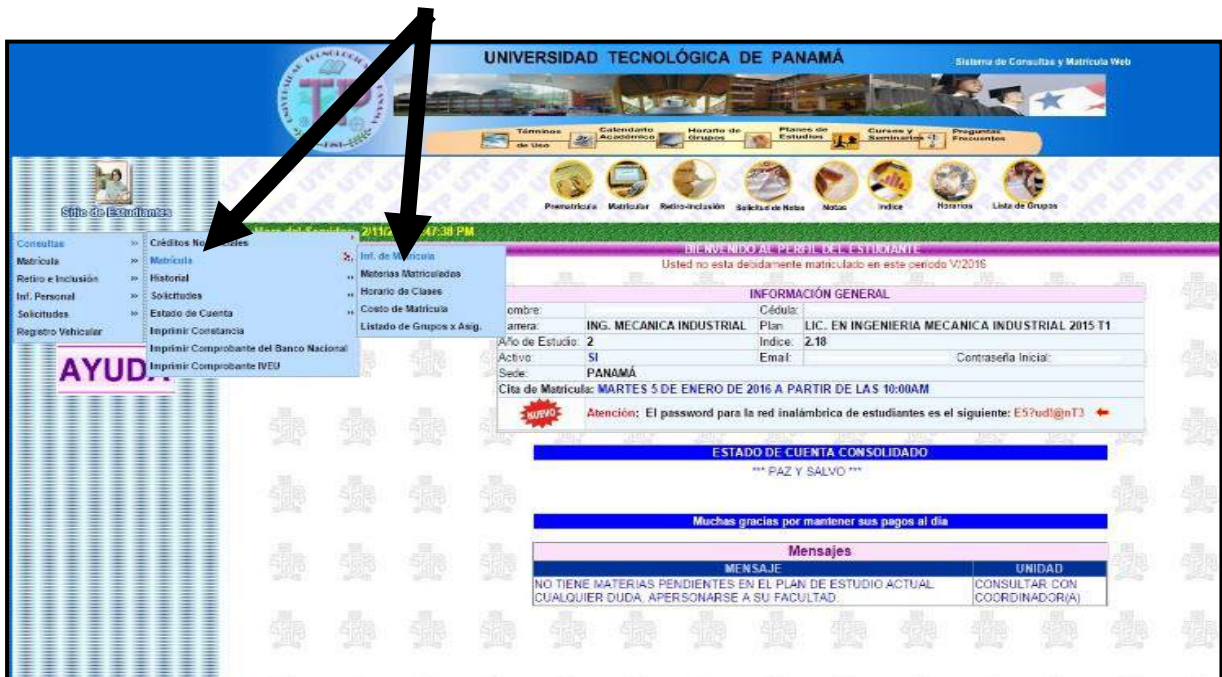 UNIVERSIDAD TECNOLÓGICA DE PANAMÁ
Sistema de Consultas y Matrícula Web
Términos de Uso
Calendario Académico
Horario de Grupos
Planes de Estudios
Cursos y Seminarios
Preguntas Frecuentes
Sitio de Estudiantes
Prematrícula Matricular Retiro-Inclusión Solicitud de Notas Notas Indice Horarios Lista de Grupos
47:38 PM
Consultas
Matrícula
Retiro e Inclusión
Inf. Personal
Solicitudes
Registro Vehicular
Créditos
Matrícula
Historial
Solicitudes
Estado de Cuenta
Imprimir Constancia
Imprimir Comprobante del Banco Nacional
Imprimir Comprobante IVEU
Inf. de Matrícula
Materias Matriculadas
Horario de Clases
Costo de Matrícula
Listado de Grupos x Asig.
AYUD
BIENVENIDO AL PERFIL DEL ESTUDIANTE
Usted no esta debidamente matriculado en este periodo V/2016
INFORMACIÓN GENERAL
Cédula:
ING. MECANICA INDUSTRIAL Plan: LIC. EN INGENIERIA MECANICA INDUSTRIAL 2015 T1
Año de Estudio: 2 Indice: 2.18
Activo: SI Email: Contraseña Inicial:
Sede: PANAMÁ
Cita de Matrícula: MARTES 5 DE ENERO DE 2016 A PARTIR DE LAS 10:00AM
NUEVO Atención: El password para la red inalámbrica de estudiantes es el siguiente:
ESTADO DE CUENTA CONSOLIDADO
*** PAZ Y SALVO ***
Muchas gracias por mantener sus pagos al día
Mensajes
MENSAJE UNIDAD
NO TIENE MATERIAS PENDIENTES EN EL PLAN DE ESTUDIO ACTUAL. CONSULTAR CON
CUALQUIER DUDA, APERSONARSE A SU FACULTAD. COORDINADOR(A)